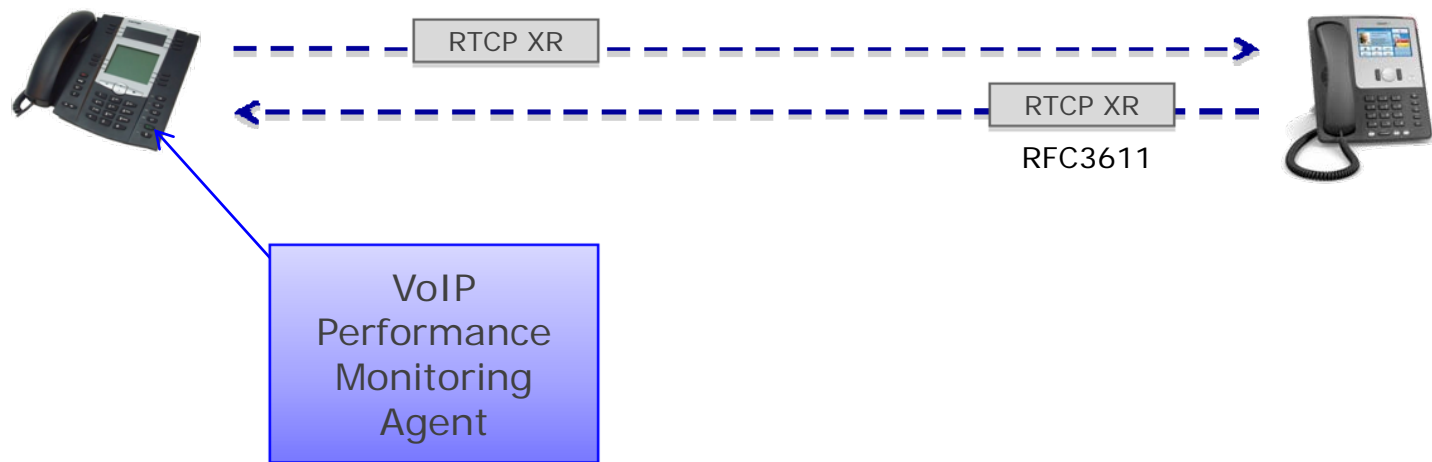 RTCP XR
RTCP XR
RFC3611
VoIP
Performance
Monitoring
Agent